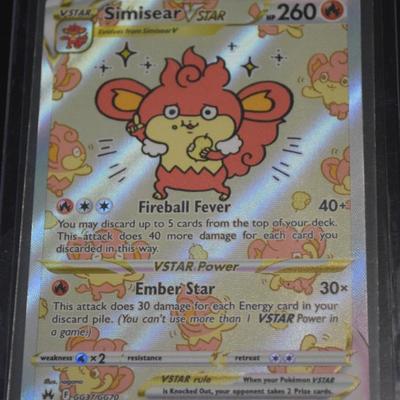 VSTAR Simisear VSTAR HP 260
Evolves from Simisear V
Fireball Fever 40+
You may discard up to 5 cards from the top of your deck.
This attack does 40 more damage for each card you
discarded in this way.
VSTAR Power
Ember Star 30×
This attack does 30 damage for each Energy card in your
discard pile. (You can't use more than 1 VSTAR Power in
a game.)
weakness ×2 resistance retreat
Illus. nagimiso
VSTAR rule When your Pokémon VSTAR
F GG37/GG70 is Knocked Out, your opponent takes 2 Prize cards.